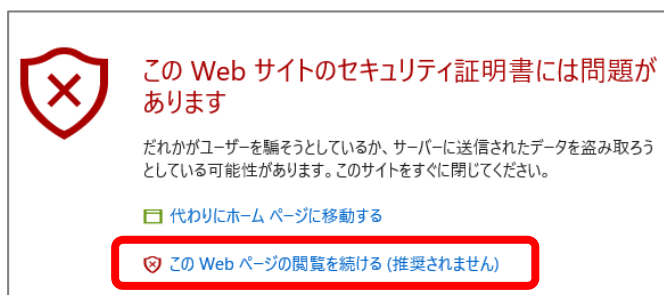 この Web サイトのセキュリティ証明書には問題が
あります
だれかがユーザーを騙そうとしているか、サーバーに送信されたデータを盗み取ろう
としている可能性があります。このサイトをすぐに閉じてください。
代わりにホーム ページに移動する
この Web ページの閲覧を続ける (推奨されません)